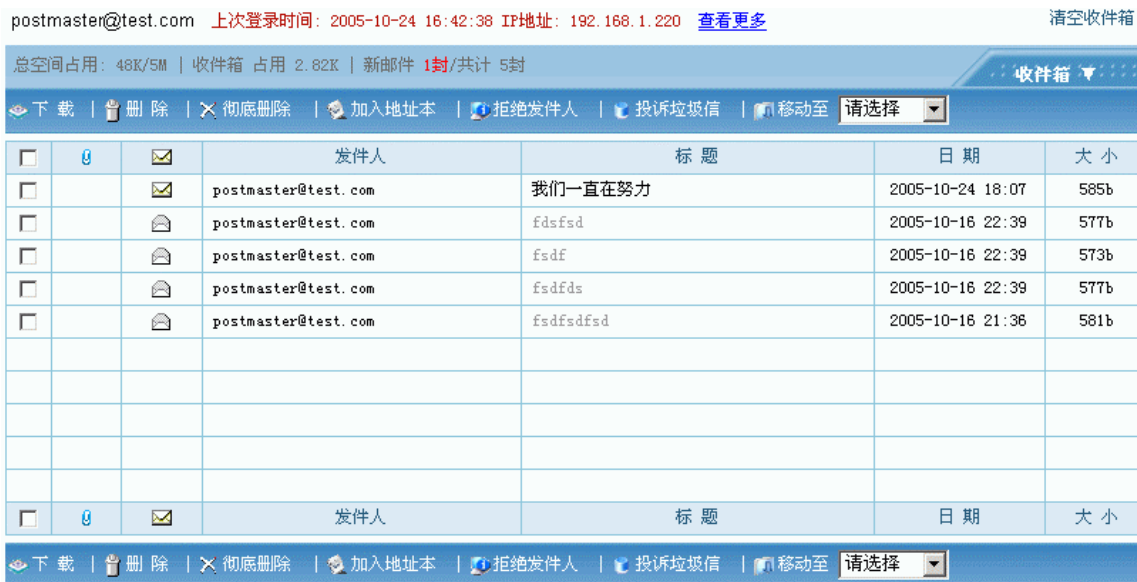 postmaster@test.com 上次登录时间: 2005-10-24 16:42:38 IP地址: 192.168.1.220 查看更多 清空收件箱
总空间占用: 48K/5M | 收件箱 占用 2.82K | 新邮件 1封/共计 5封 收件箱
下 载 | 删 除 | 彻底删除 | 加入地址本 | 拒绝发件人 | 投诉垃圾信 | 移动至 请选择
发件人 标 题 日 期 大 小
postmaster@test.com 我们一直在努力 2005-10-24 18:07 585b
postmaster@test.com fdsfsd 2005-10-16 22:39 577b
postmaster@test.com fsdf 2005-10-16 22:39 573b
postmaster@test.com fsdfds 2005-10-16 22:39 577b
postmaster@test.com fsdfsdfsd 2005-10-16 21:36 581b
发件人 标 题 日 期 大 小
下 载 | 删 除 | 彻底删除 | 加入地址本 | 拒绝发件人 | 投诉垃圾信 | 移动至 请选择